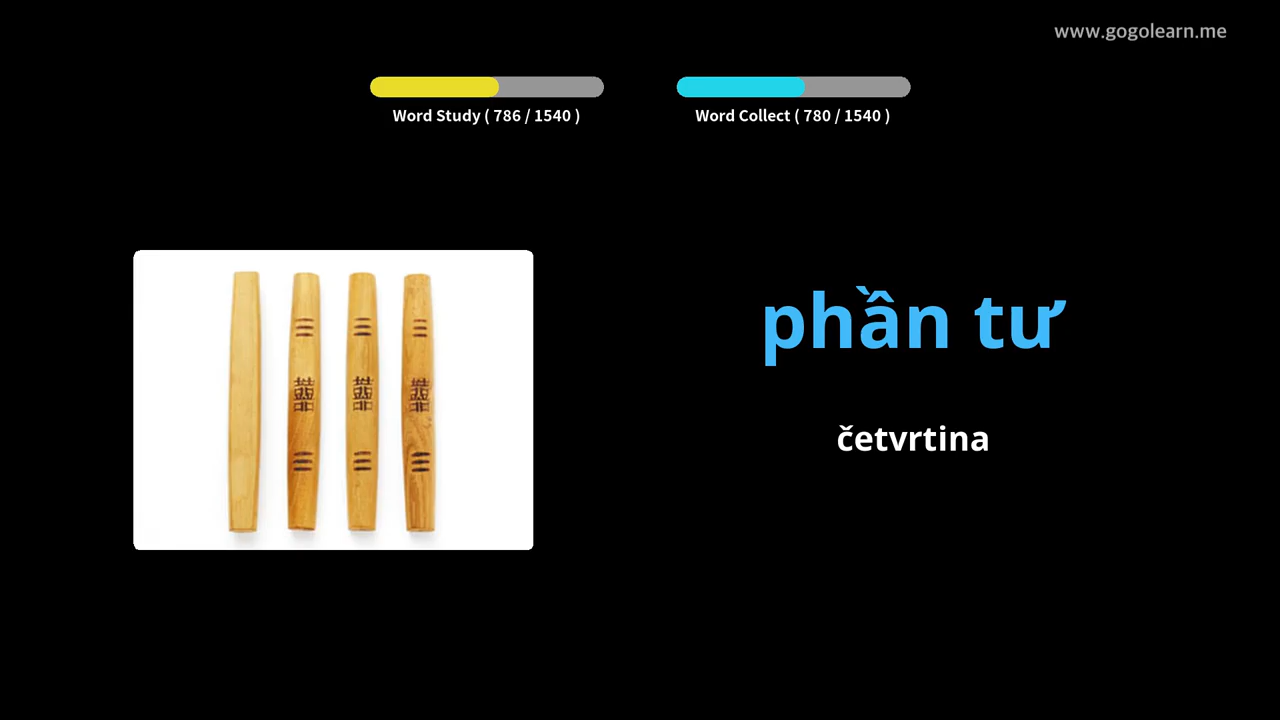 www.gogolearn.me
Word Study ( 786 / 1540 )
Word Collect ( 780 / 1540 )
phần tư
četvrtina